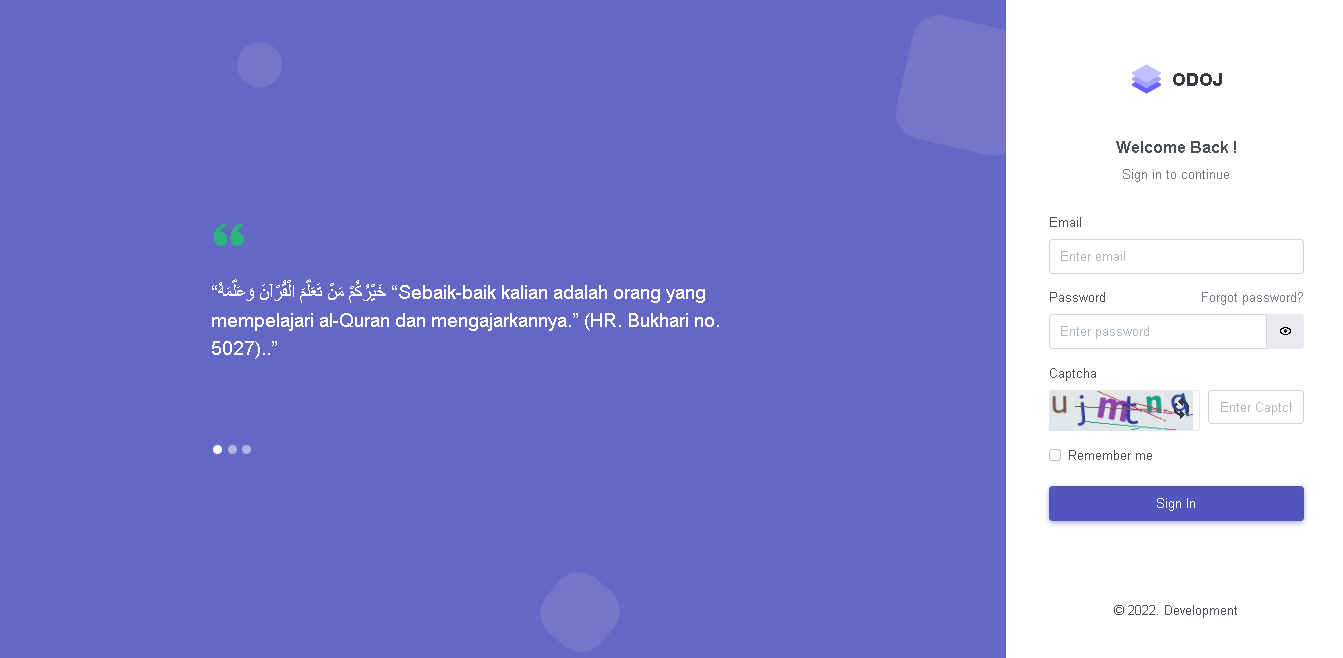 “خَيْرُكُمْ مَنْ تَعَلَّمَ الْقُرْآنَ وَعَلَّمَهُ “Sebaik-baik kalian adalah orang yang
mempelajari al-Quran dan mengajarkannya.” (HR. Bukhari no.
5027)..”
ODOJ
Welcome Back !
Sign in to continue
Email
Enter email
Password Forgot password?
Enter password
Captcha
Enter Captch
Remember me
Sign In
© 2022. Development